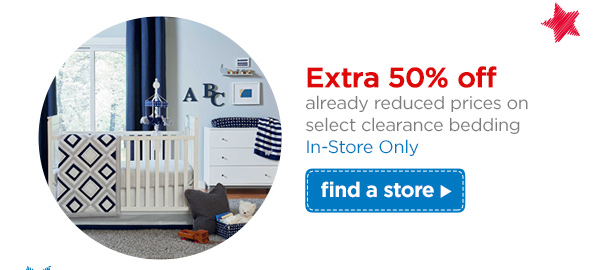 A B C
Extra 50% off
already reduced prices on
select clearance bedding
In-Store Only
find a store